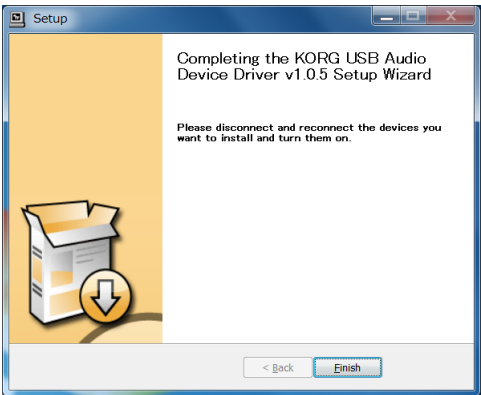 Setup
Completing the KORG USB Audio
Device Driver v1.0.5 Setup Wizard
Please disconnect and reconnect the devices you
want to install and turn them on.
< Back
Finish